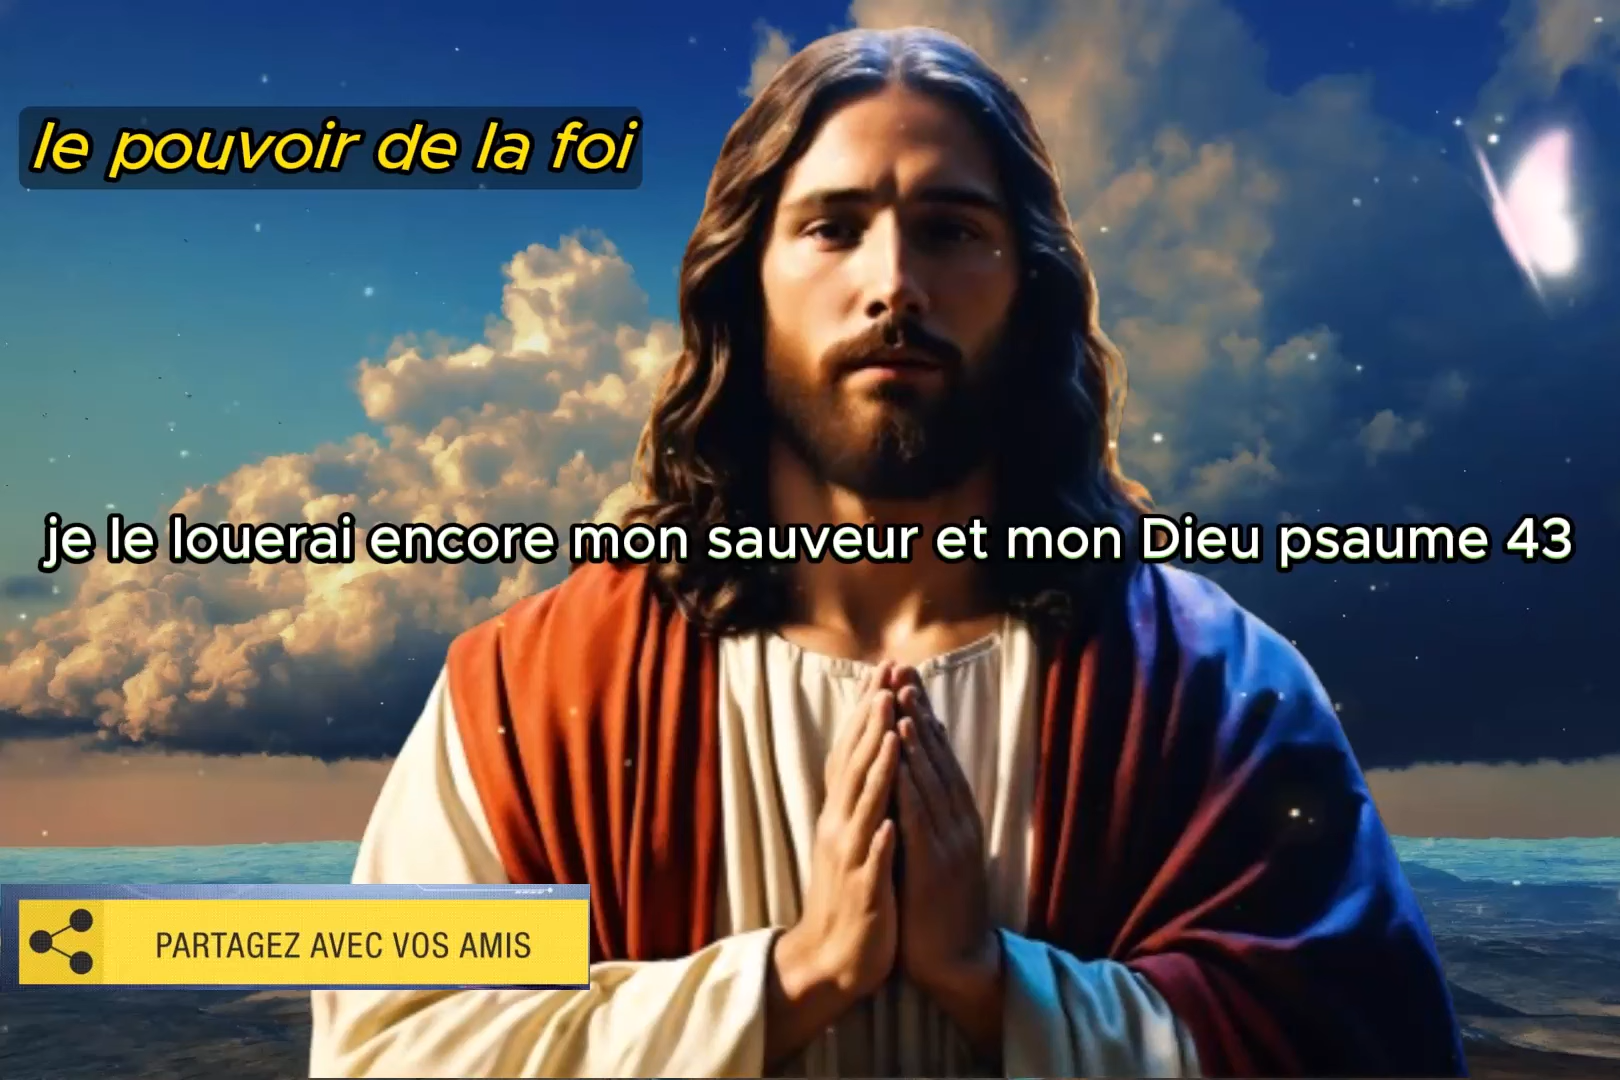 le pouvoir de la foi
je le louerai encore mon sauveur et mon Dieu psaume 43
PARTAGEZ AVEC VOS AMIS